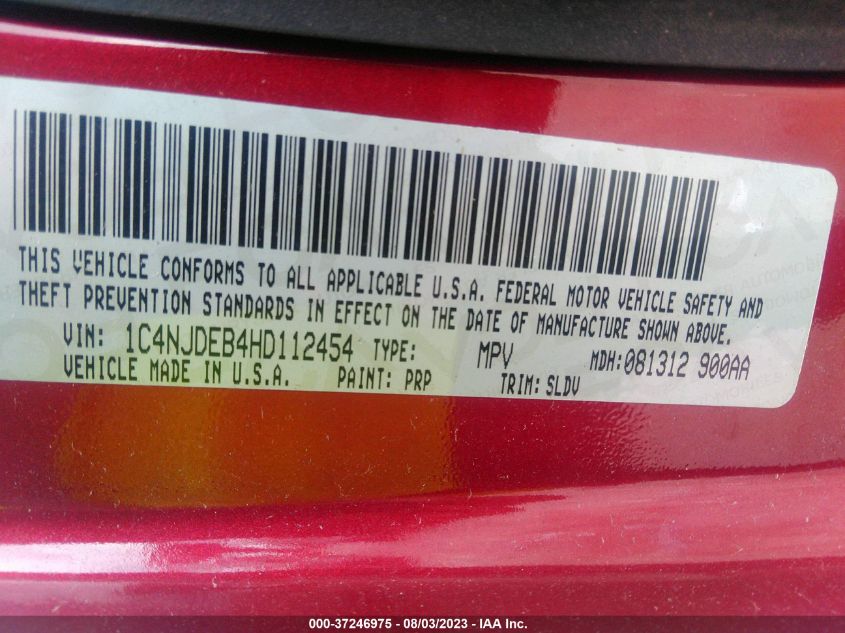 THIS VEHICLE CONFORMS TO ALL APPLICABLE U.S.A. FEDERAL MOTOR VEHICLE SAFETY AND
THEFT PREVENTION STANDARDS IN EFFECT ON THE DATE OF MANUFACTURE SHOWN ABOVE.
VIN: 1C4NJDEB4HD112454 TYPE: MPV MDH:081312 900AA
VEHICLE MADE IN U.S.A. PAINT: PRP TRIM: SLDV
000-37246975 - 08/03/2023 - IAA Inc.